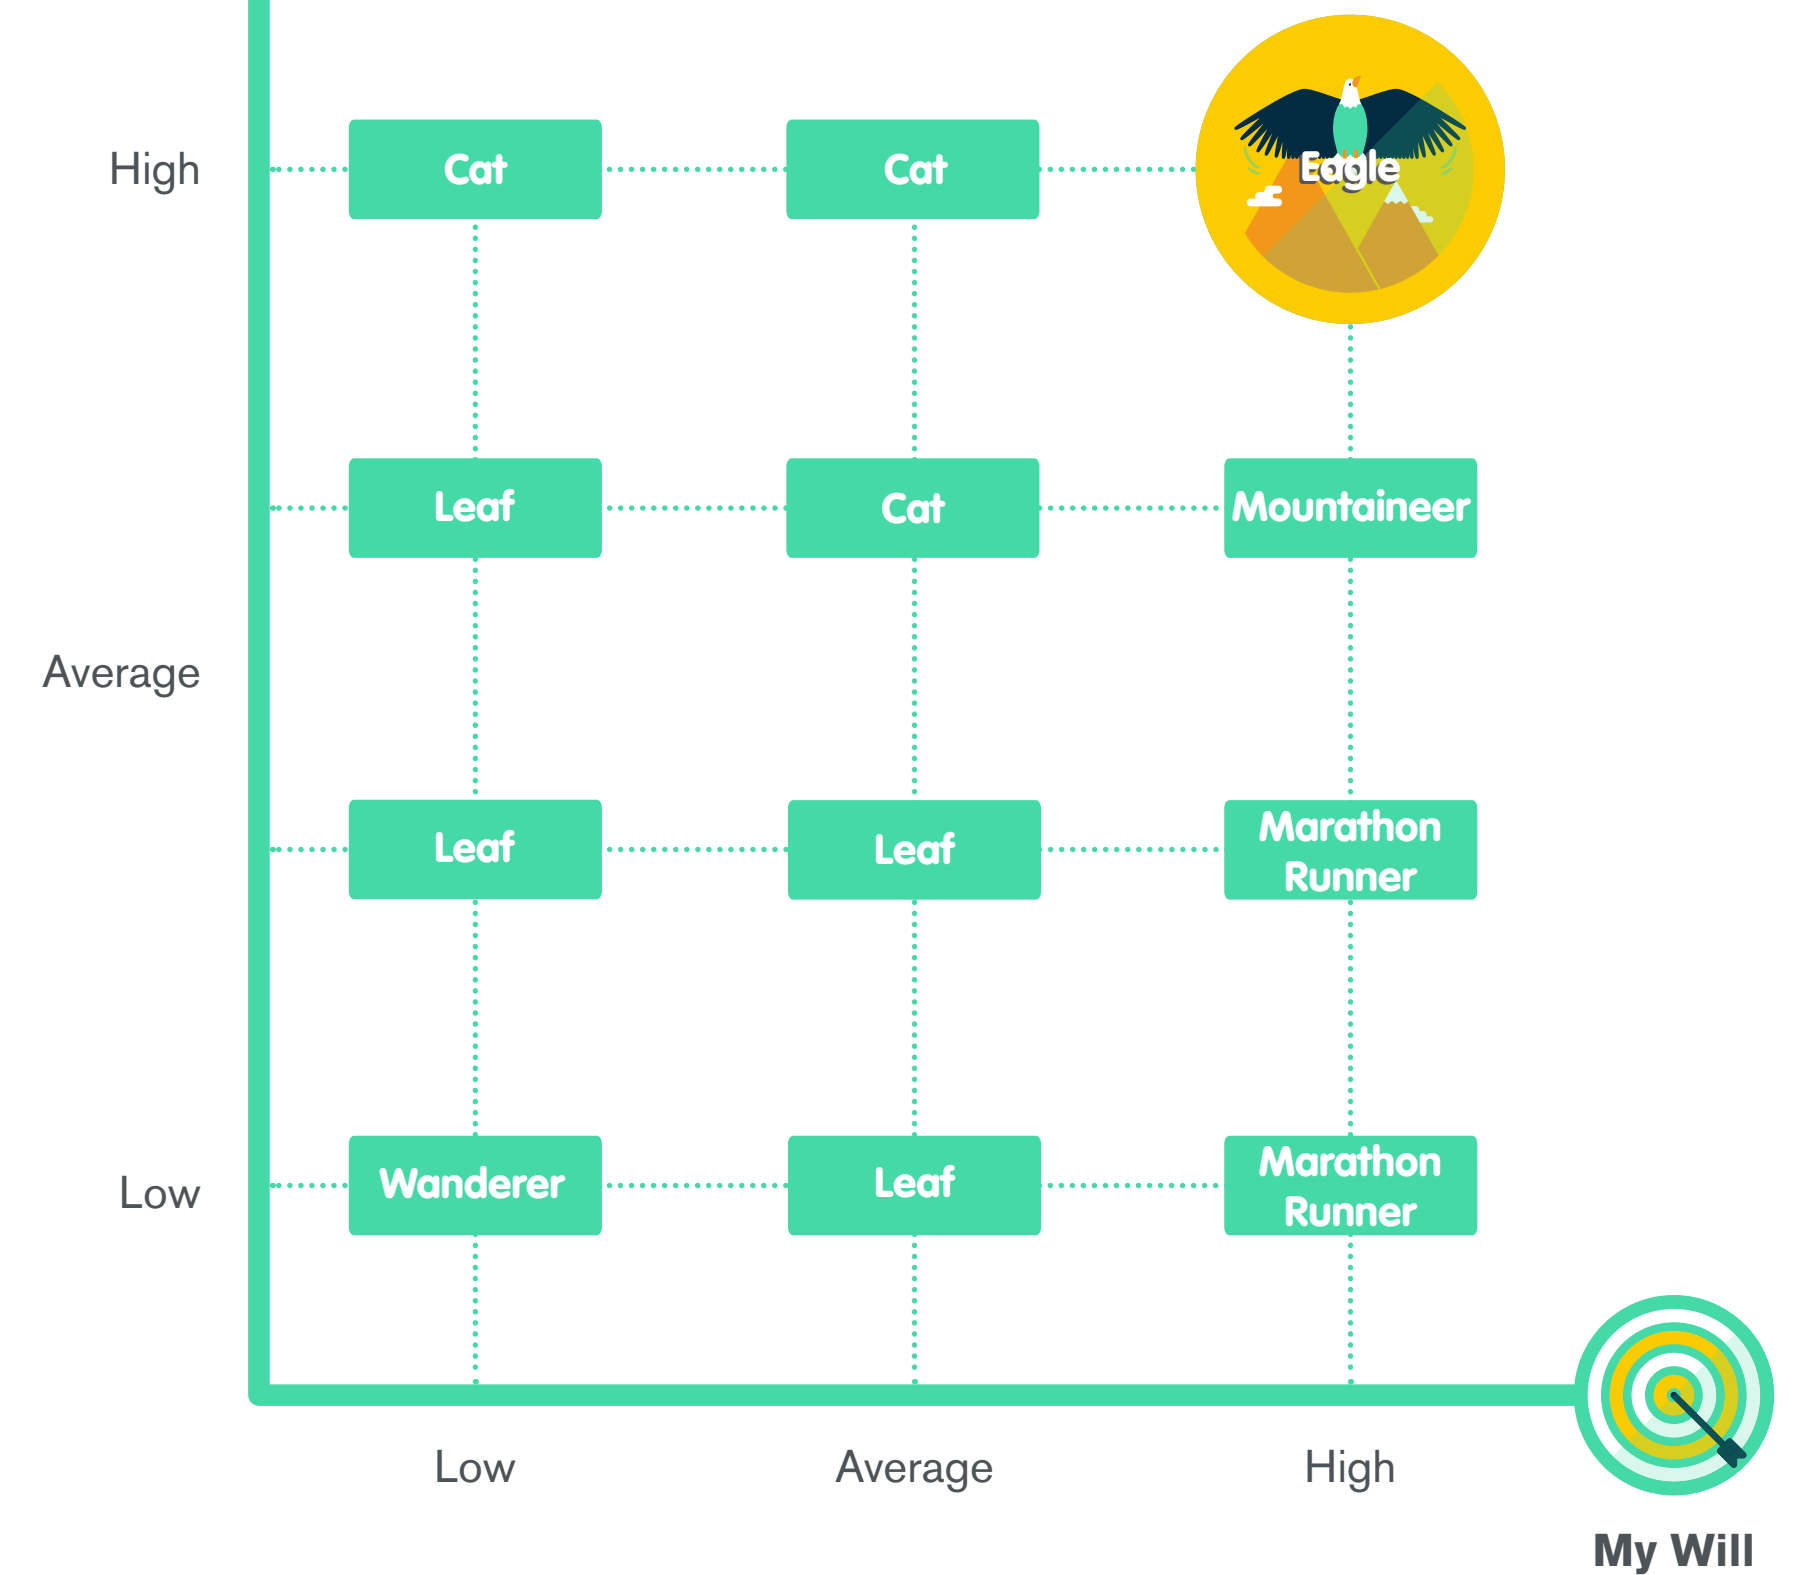 High
Cat
Cat
Eagle
Leaf
Cat
Mountaineer
Average
Leaf
Leaf
Marathon
Runner
Low
Wanderer
Leaf
Marathon
Runner
Low
Average
High
My Will